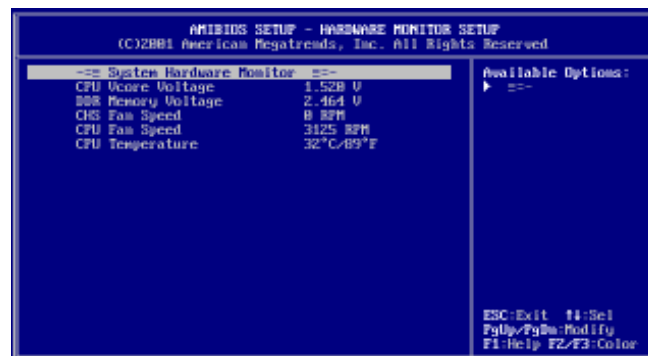 AMIBIOS SETUP - HARDWARE MONITOR SETUP
(C)2001 American Megatrends, Inc. All Rights Reserved
-== System Hardware Monitor ==-
CPU Vcore Voltage 1.520 V
DDR Memory Voltage 2.464 V
CHS Fan Speed 0 RPM
CPU Fan Speed 3125 RPM
CPU Temperature 32°C/89°F
Available Options:
▶ ==-
ESC:Exit ↑↓:Sel
PgUp/PgDn:Modify
F1:Help F2/F3:Color